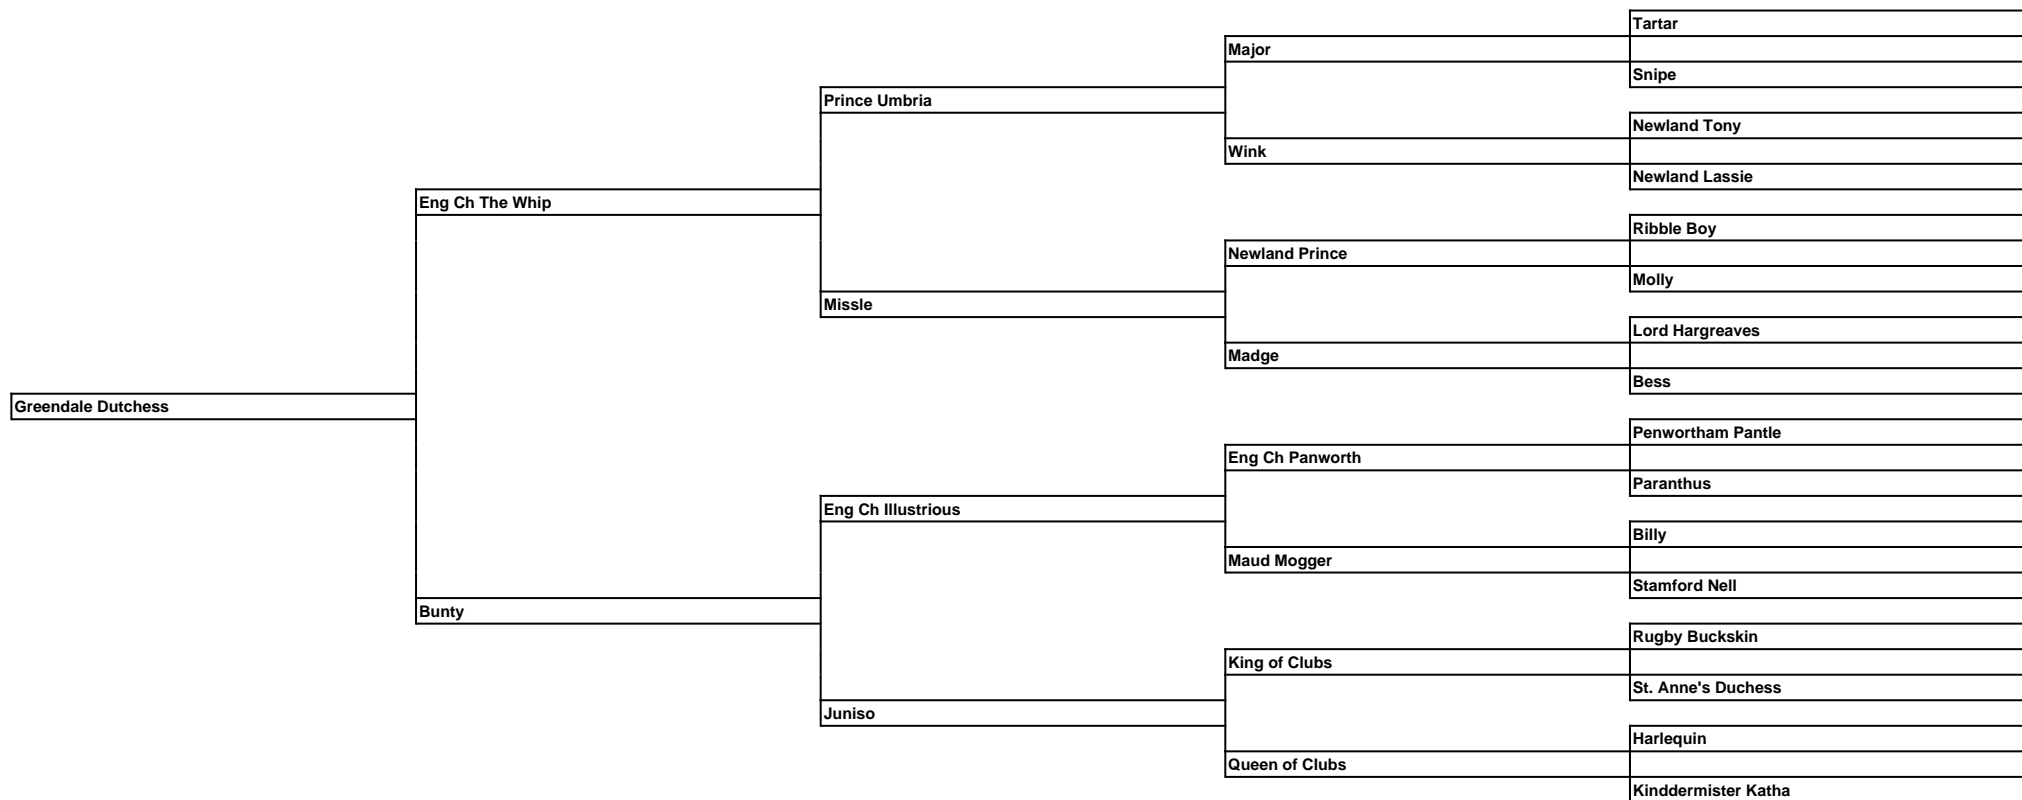 Tartar
Major
Snipe
Prince Umbria
Newland Tony
Wink
Newland Lassie
Eng Ch The Whip
Ribble Boy
Newland Prince
Molly
Missle
Lord Hargreaves
Madge
Bess
Greendale Dutchess
Penwortham Pantle
Eng Ch Panworth
Paranthus
Eng Ch Illustrious
Billy
Maud Mogger
Stamford Nell
Bunty
Rugby Buckskin
King of Clubs
St. Anne's Duchess
Juniso
Harlequin
Queen of Clubs
Kinddermister Katha